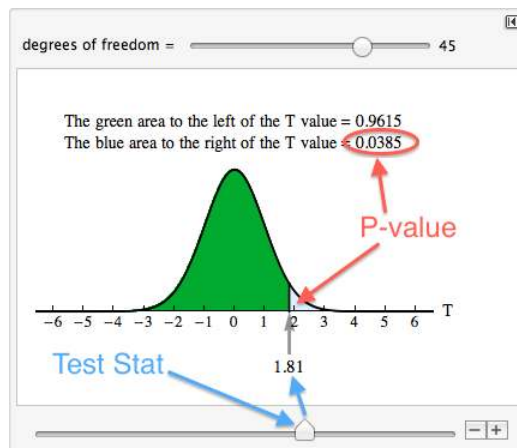 degrees of freedom = 45
The green area to the left of the T value = 0.9615
The blue area to the right of the T value = 0.0385
P-value
T
−6 −5 −4 −3 −2 −1 0 1 2 3 4 5 6
1.81
Test Stat